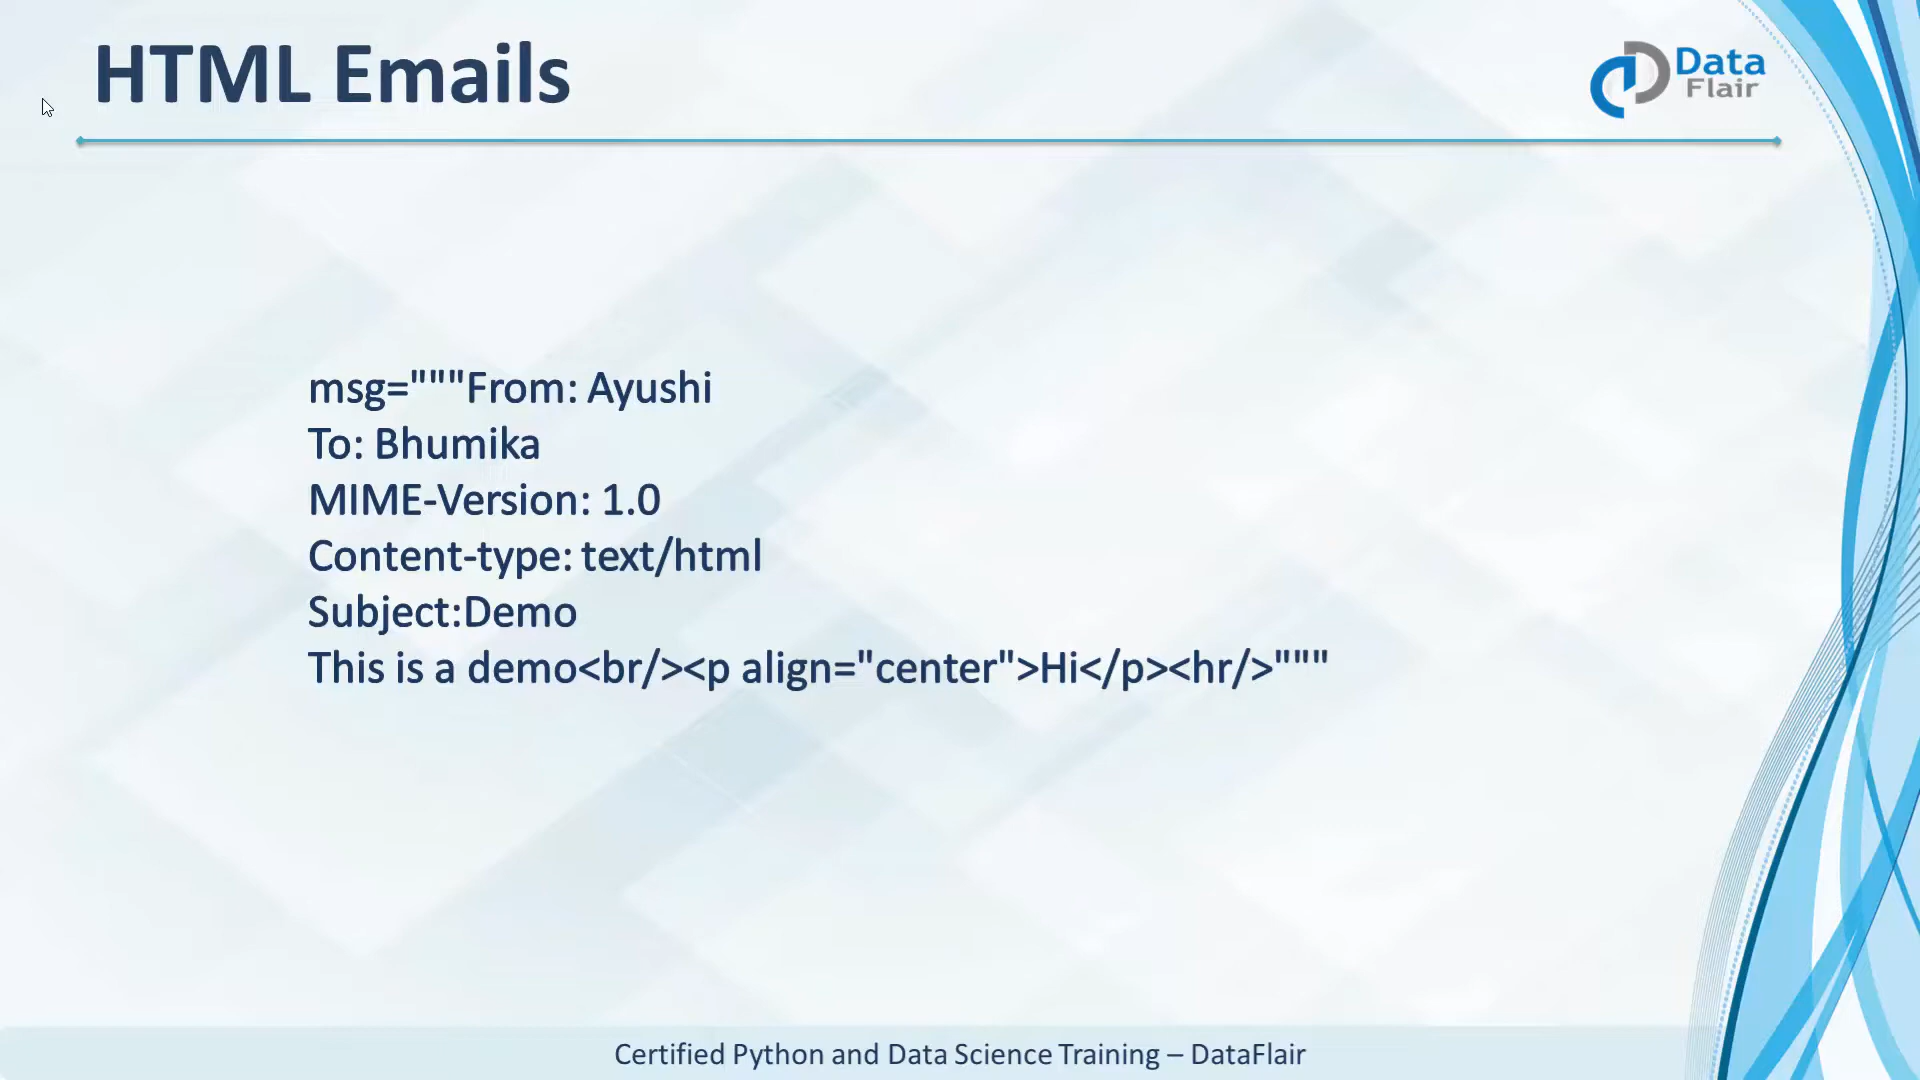 HTML Emails
Data
Flair
msg="""From: Ayushi
To: Bhumika
MIME-Version: 1.0
Content-type: text/html
Subject:Demo
This is a demo<br/><p align="center">Hi</p><hr/>"""
Certified Python and Data Science Training – DataFlair